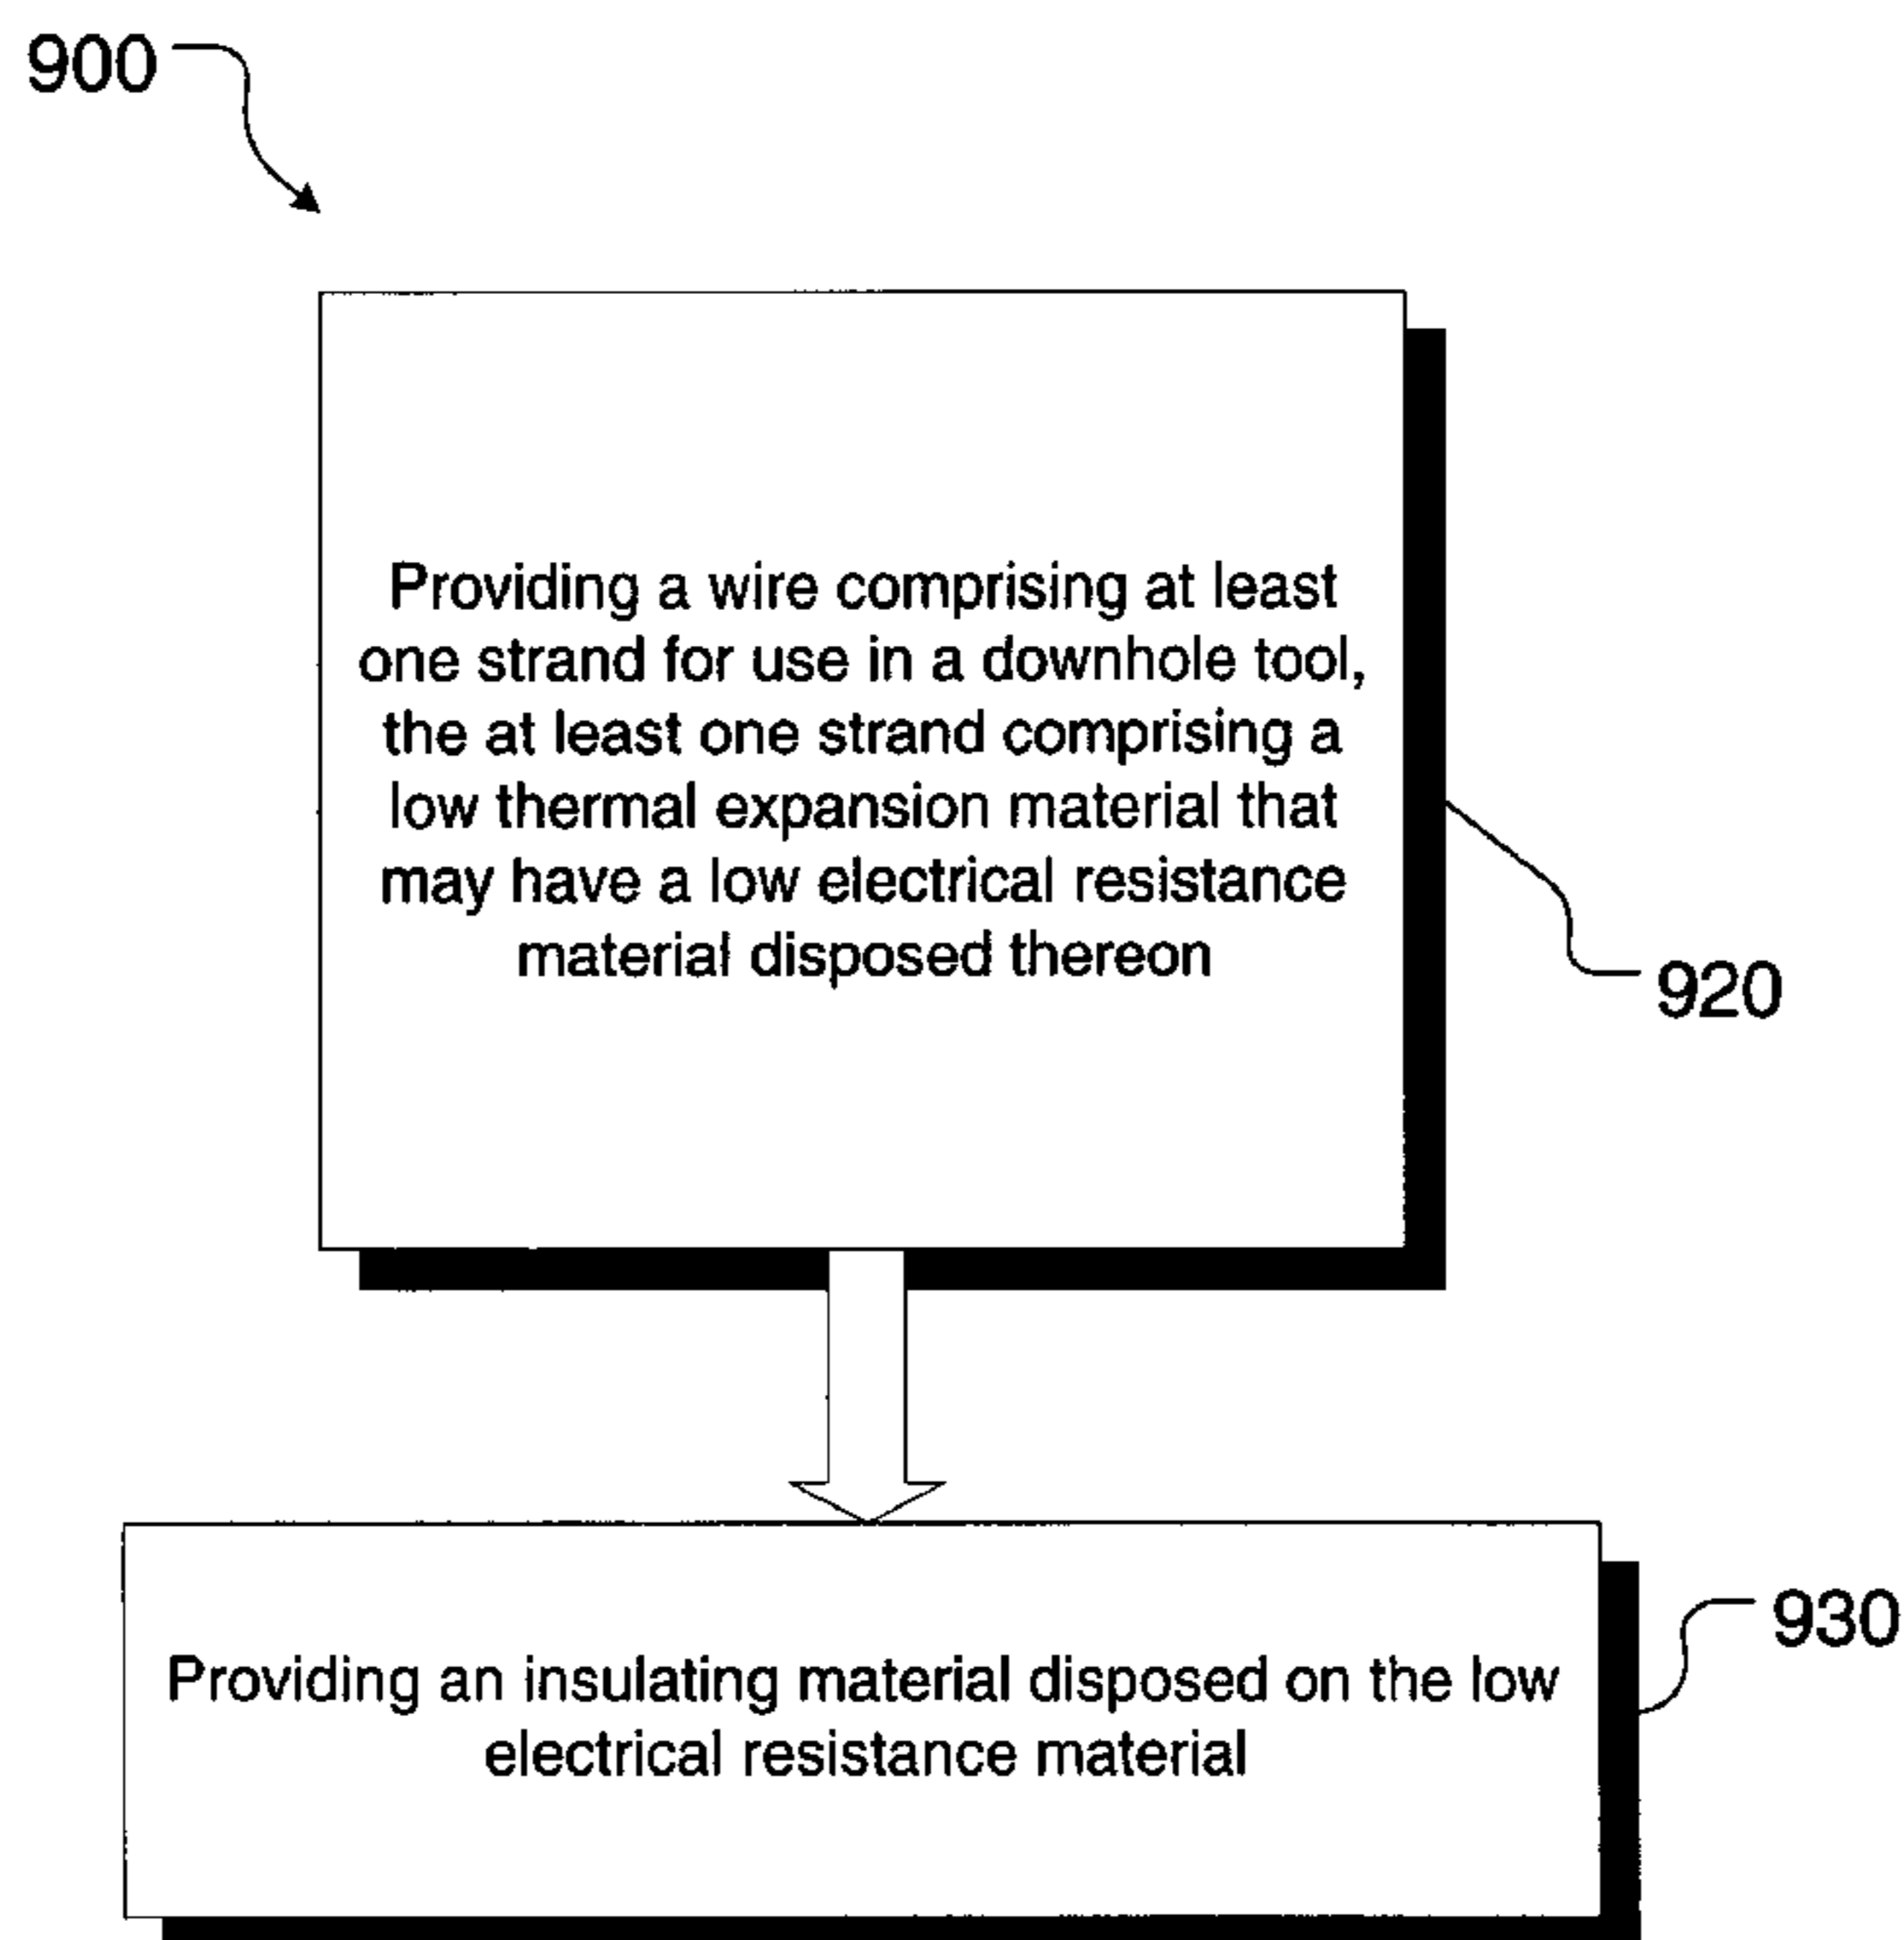 900
Providing a wire comprising at least
one strand for use in a downhole tool,
the at least one strand comprising a
low thermal expansion material that
may have a low electrical resistance
material disposed thereon
920
930
Providing an insulating material disposed on the low
electrical resistance material